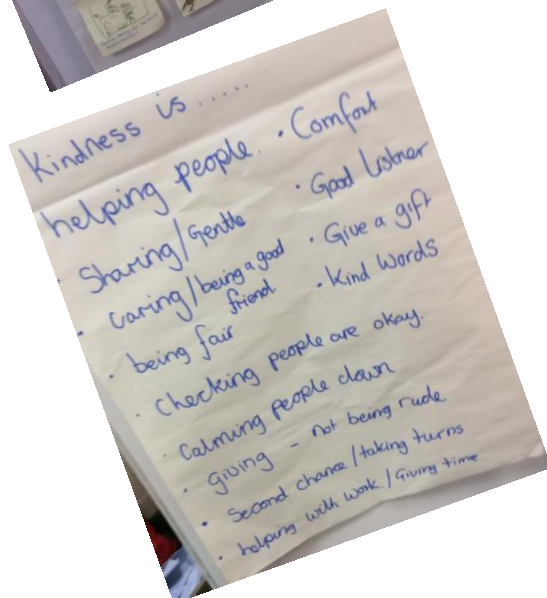 Kindness is .....
helping people.
• Comfort
• Sharing/Gentle
• Good Listner
• caring/being a good friend.
• Give a gift
• being fair
• Kind Words
• Checking people are okay.
• Calming people down
• giving - not being rude
• Second chance/taking turns
• helping with work./Giving time